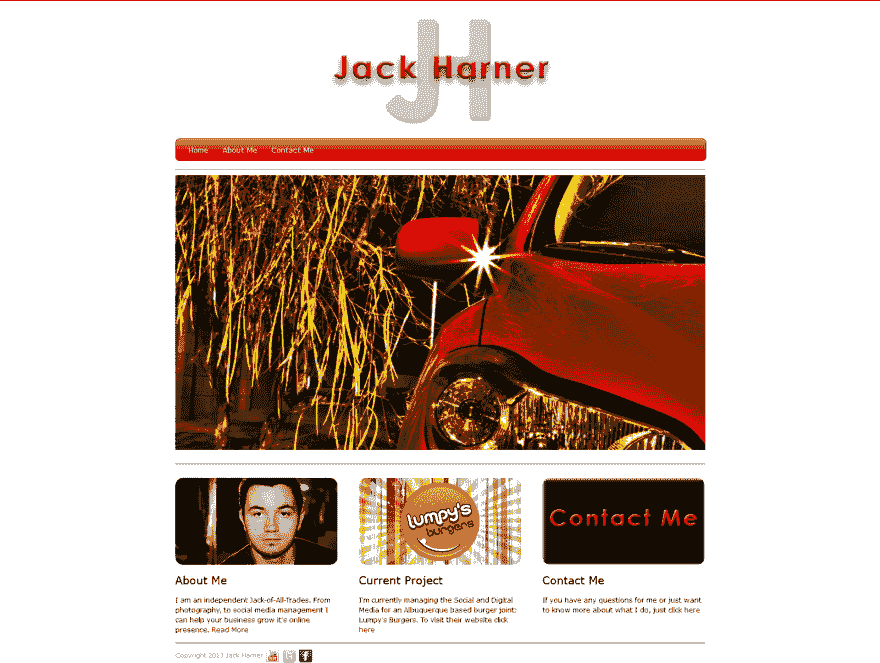 JH
Jack Harner
Home About Me Contact Me
lumpy's
burgers
Contact Me
About Me
I am an independent Jack-of-All-Trades. From
photography, to social media management I
can help your business grow it's online
presence. Read More
Current Project
I'm currently managing the Social and Digital
Media for an Albuquerque based burger joint:
Lumpy's Burgers. To visit their website click
here
Contact Me
If you have any questions for me or just want
to know more about what I do, just click here
Copyright 2013 Jack Harner